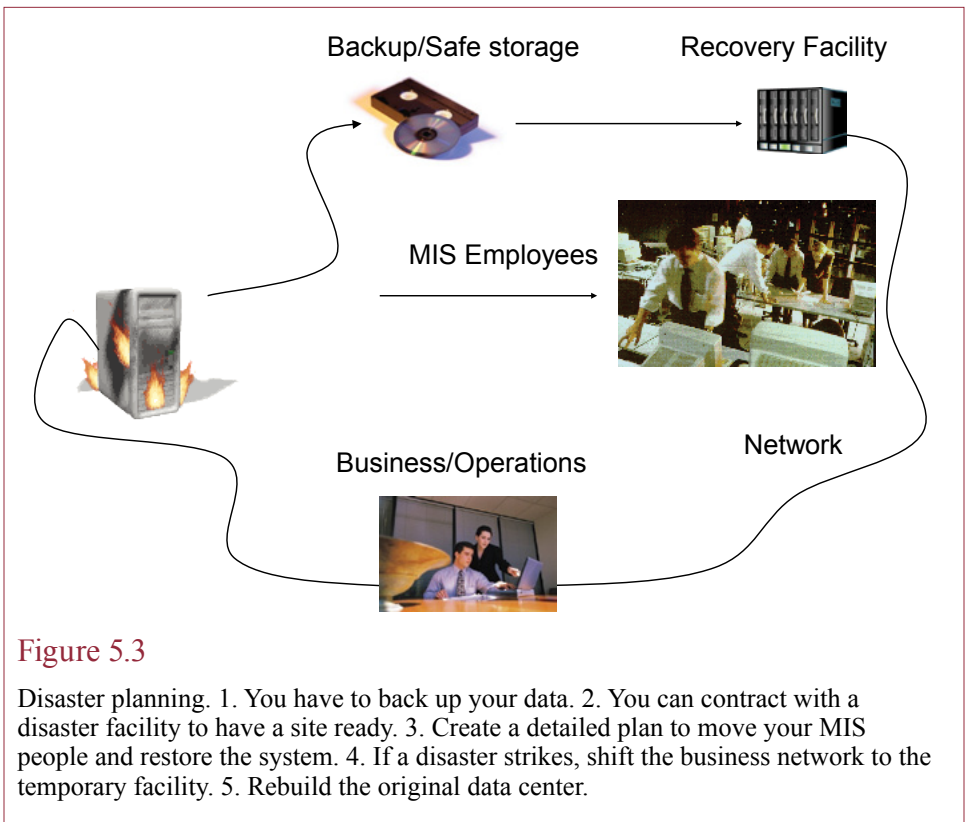 Backup/Safe storage
Recovery Facility
MIS Employees
Network
Business/Operations
Figure 5.3
Disaster planning. 1. You have to back up your data. 2. You can contract with a
disaster facility to have a site ready. 3. Create a detailed plan to move your MIS
people and restore the system. 4. If a disaster strikes, shift the business network to the
temporary facility. 5. Rebuild the original data center.